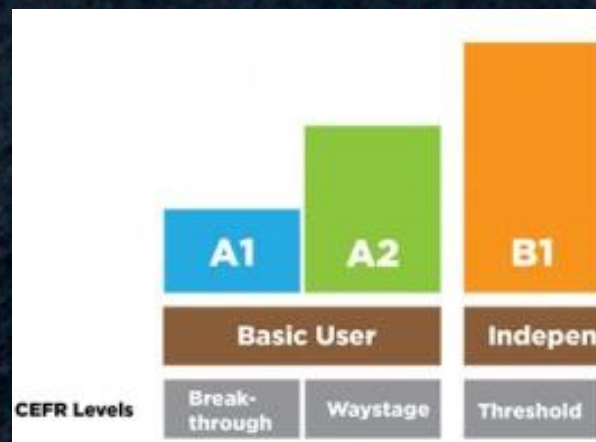 A1 A2 B1
Basic User Indepen
CEFR Levels Break-
through Waystage Threshold